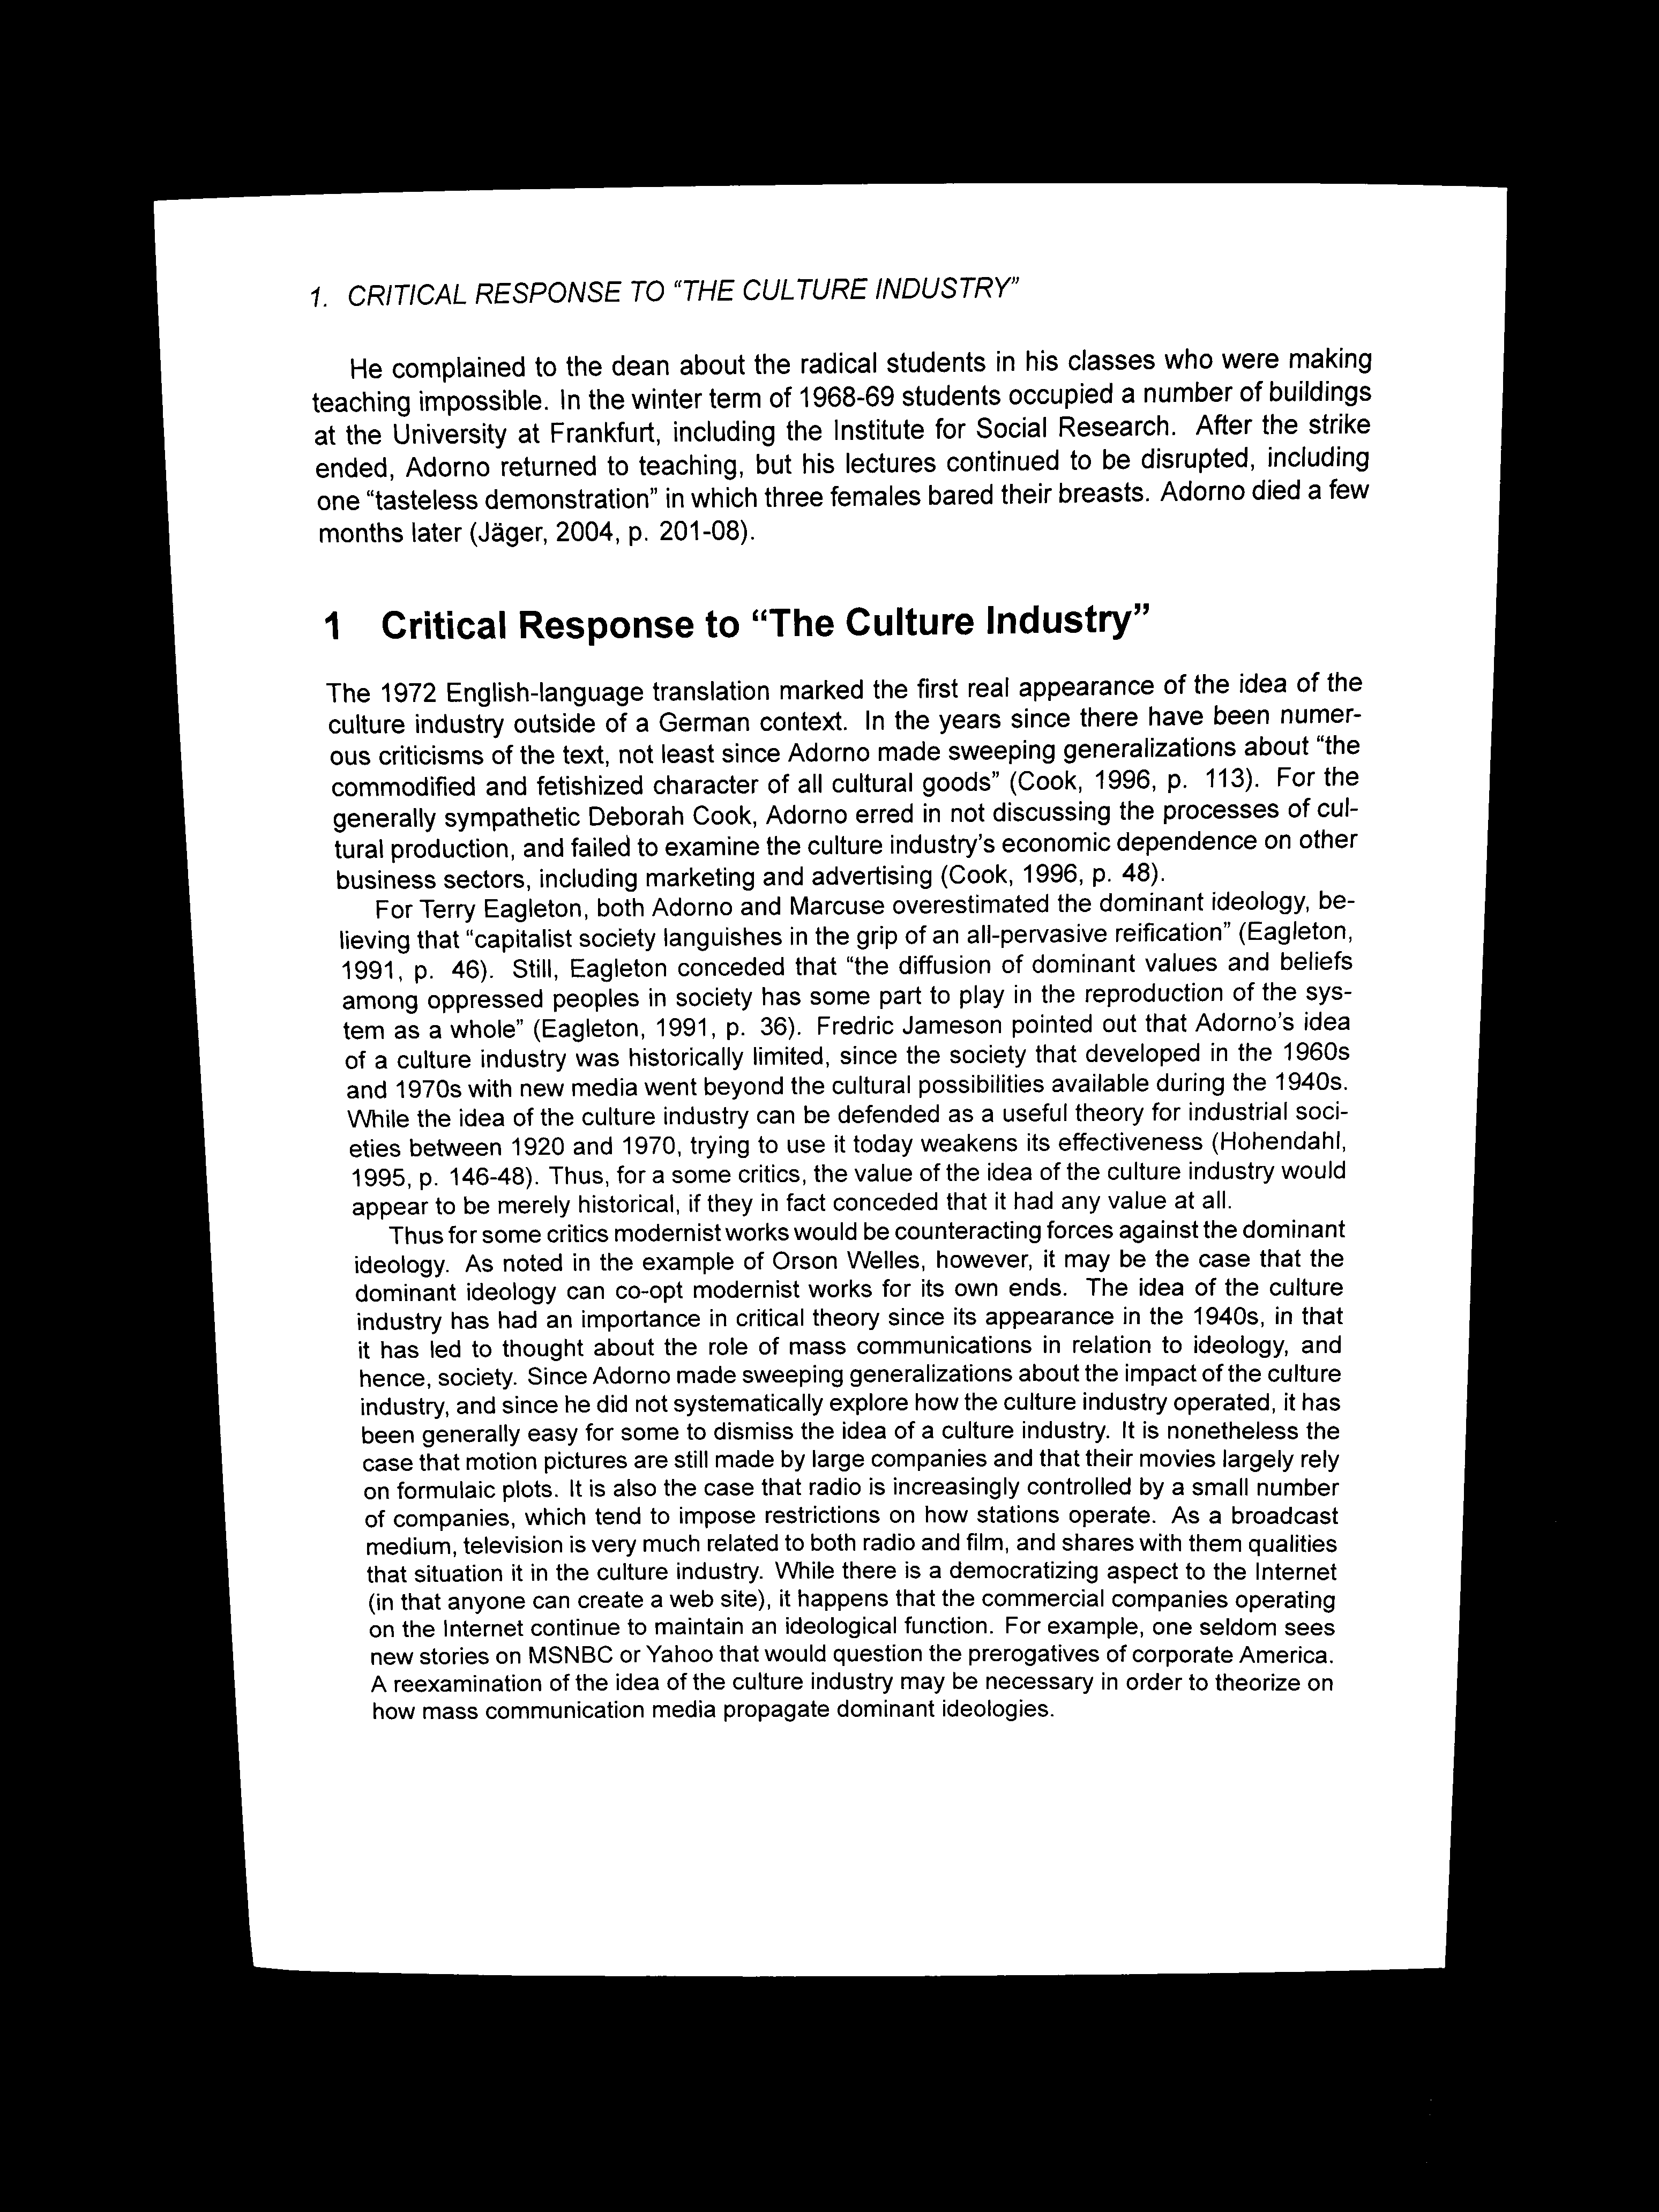 1. CRITICAL RESPONSE TO “THE CULTURE INDUSTRY”
He complained to the dean about the radical students in his classes who were making
teaching impossible. In the winter term of 1968-69 students occupied a number of buildings
at the University at Frankfurt, including the Institute for Social Research. After the strike
ended, Adorno returned to teaching, but his lectures continued to be disrupted, including
one “tasteless demonstration” in which three females bared their breasts. Adorno died a few
months later (Jäger, 2004, p. 201-08).
1 Critical Response to “The Culture Industry”
The 1972 English-language translation marked the first real appearance of the idea of the
culture industry outside of a German context. In the years since there have been numer-
ous criticisms of the text, not least since Adorno made sweeping generalizations about “the
commodified and fetishized character of all cultural goods” (Cook, 1996, p. 113). For the
generally sympathetic Deborah Cook, Adorno erred in not discussing the processes of cul-
tural production, and failed to examine the culture industry’s economic dependence on other
business sectors, including marketing and advertising (Cook, 1996, p. 48).
For Terry Eagleton, both Adorno and Marcuse overestimated the dominant ideology, be-
lieving that “capitalist society languishes in the grip of an all-pervasive reification” (Eagleton,
1991, p. 46). Still, Eagleton conceded that “the diffusion of dominant values and beliefs
among oppressed peoples in society has some part to play in the reproduction of the sys-
tem as a whole” (Eagleton, 1991, p. 36). Fredric Jameson pointed out that Adorno’s idea
of a culture industry was historically limited, since the society that developed in the 1960s
and 1970s with new media went beyond the cultural possibilities available during the 1940s.
While the idea of the culture industry can be defended as a useful theory for industrial soci-
eties between 1920 and 1970, trying to use it today weakens its effectiveness (Hohendahl,
1995, p. 146-48). Thus, for a some critics, the value of the idea of the culture industry would
appear to be merely historical, if they in fact conceded that it had any value at all.
Thus for some critics modernist works would be counteracting forces against the dominant
ideology. As noted in the example of Orson Welles, however, it may be the case that the
dominant ideology can co-opt modernist works for its own ends. The idea of the culture
industry has had an importance in critical theory since its appearance in the 1940s, in that
it has led to thought about the role of mass communications in relation to ideology, and
hence, society. Since Adorno made sweeping generalizations about the impact of the culture
industry, and since he did not systematically explore how the culture industry operated, it has
been generally easy for some to dismiss the idea of a culture industry. It is nonetheless the
case that motion pictures are still made by large companies and that their movies largely rely
on formulaic plots. It is also the case that radio is increasingly controlled by a small number
of companies, which tend to impose restrictions on how stations operate. As a broadcast
medium, television is very much related to both radio and film, and shares with them qualities
that situation it in the culture industry. While there is a democratizing aspect to the Internet
(in that anyone can create a web site), it happens that the commercial companies operating
on the Internet continue to maintain an ideological function. For example, one seldom sees
new stories on MSNBC or Yahoo that would question the prerogatives of corporate America.
A reexamination of the idea of the culture industry may be necessary in order to theorize on
how mass communication media propagate dominant ideologies.